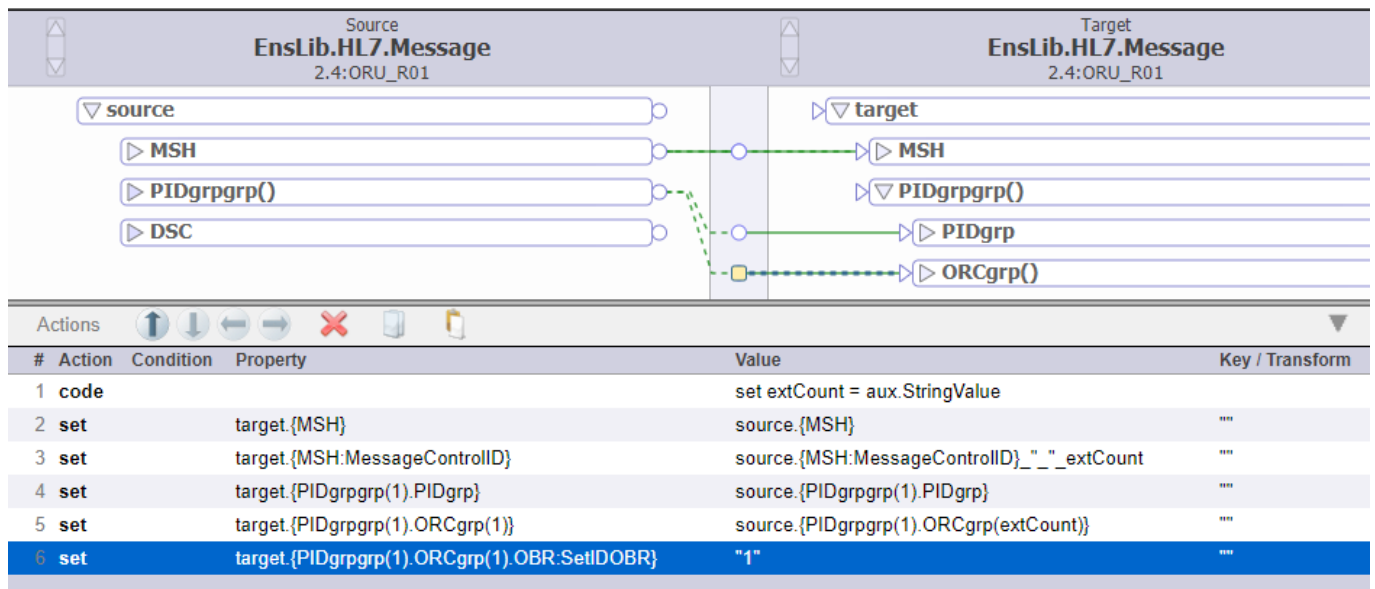 Source
EnsLib.HL7.Message
2.4:ORU_R01
Target
EnsLib.HL7.Message
2.4:ORU_R01
source
target
MSH
MSH
PIDgrpgrp()
PIDgrpgrp()
DSC
PIDgrp
ORCgrp()
Actions
# Action Condition Property Value Key / Transform
1 code set extCount = aux.StringValue
2 set target.{MSH} source.{MSH} ""
3 set target.{MSH:MessageControlID} source.{MSH:MessageControlID}_"_"_extCount ""
4 set target.{PIDgrpgrp(1).PIDgrp} source.{PIDgrpgrp(1).PIDgrp} ""
5 set target.{PIDgrpgrp(1).ORCgrp(1)} source.{PIDgrpgrp(1).ORCgrp(extCount)} ""
6 set target.{PIDgrpgrp(1).ORCgrp(1).OBR:SetIDOBR} "1" ""